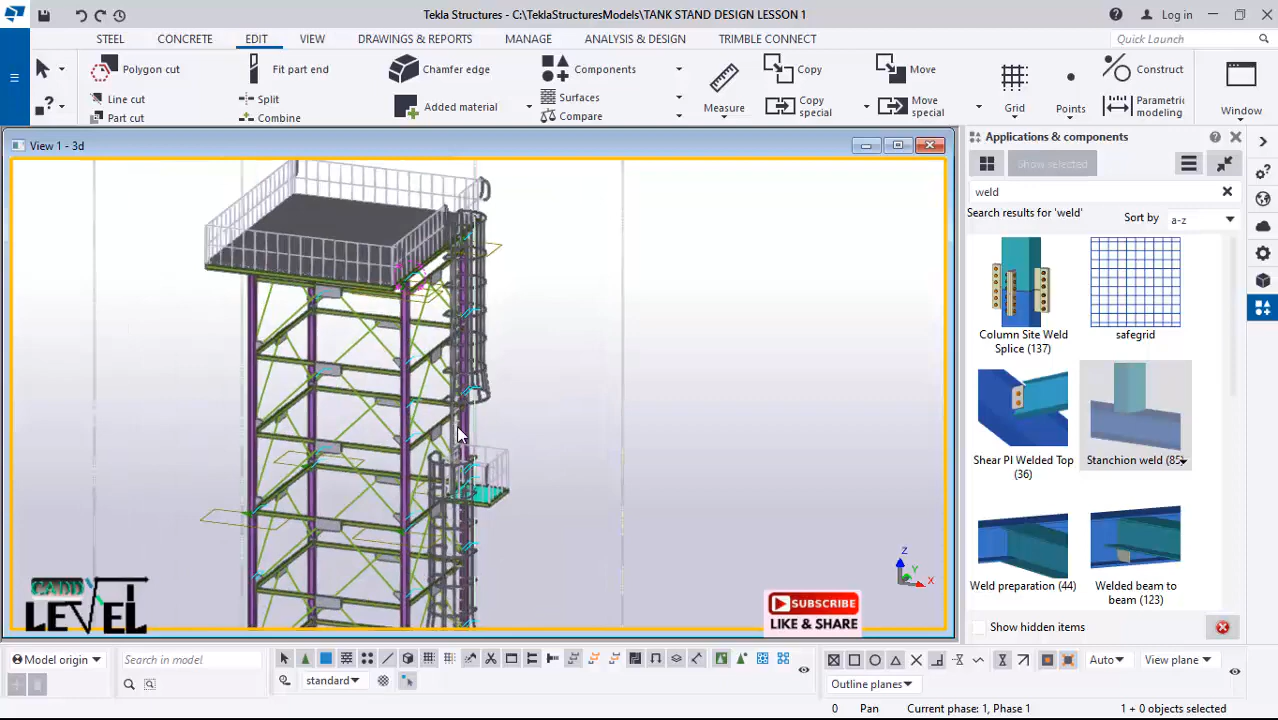 Tekla Structures - C:\TeklaStructuresModels\TANK STAND DESIGN LESSON 1
Log in
STEEL CONCRETE EDIT VIEW DRAWINGS & REPORTS MANAGE ANALYSIS & DESIGN TRIMBLE CONNECT Quick Launch
Polygon cut
Line cut
Part cut
Fit part end
Split
Combine
Chamfer edge
Added material
Components
Surfaces
Compare
Measure
Copy
Copy special
Move
Move special
Grid
Points
Construct
Parametric modeling
Window
View 1 - 3d
Applications & components
Show selected
weld
Search results for 'weld'
Sort by a-z
Column Site Weld
Splice (137)
safegrid
Shear Pl Welded Top
(36)
Stanchion weld (85)
Weld preparation (44)
Welded beam to
beam (123)
Show hidden items
Z
Y
X
CADD
LEVEL
SUBSCRIBE
LIKE & SHARE
Model origin
Search in model
standard
Auto
View plane
Outline planes
0 Pan Current phase: 1, Phase 1 1 + 0 objects selected